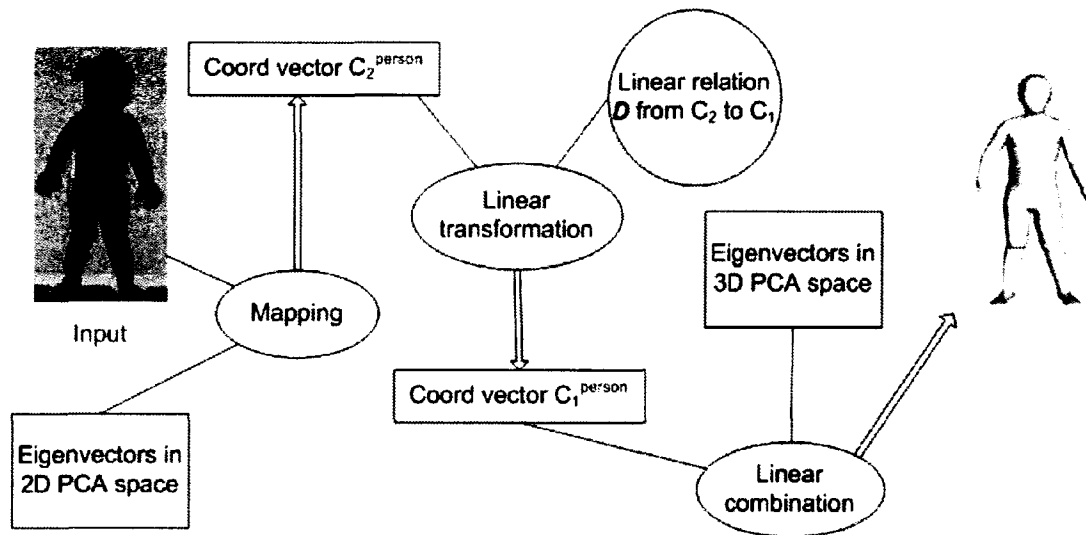 Coord vector C₂ᵖᵉʳˢᵒⁿ
Linear relation
D from C₂ to C₁
Linear
transformation
Eigenvectors in
3D PCA space
Mapping
Input
Coord vector C₁ᵖᵉʳˢᵒⁿ
Eigenvectors in
2D PCA space
Linear
combination